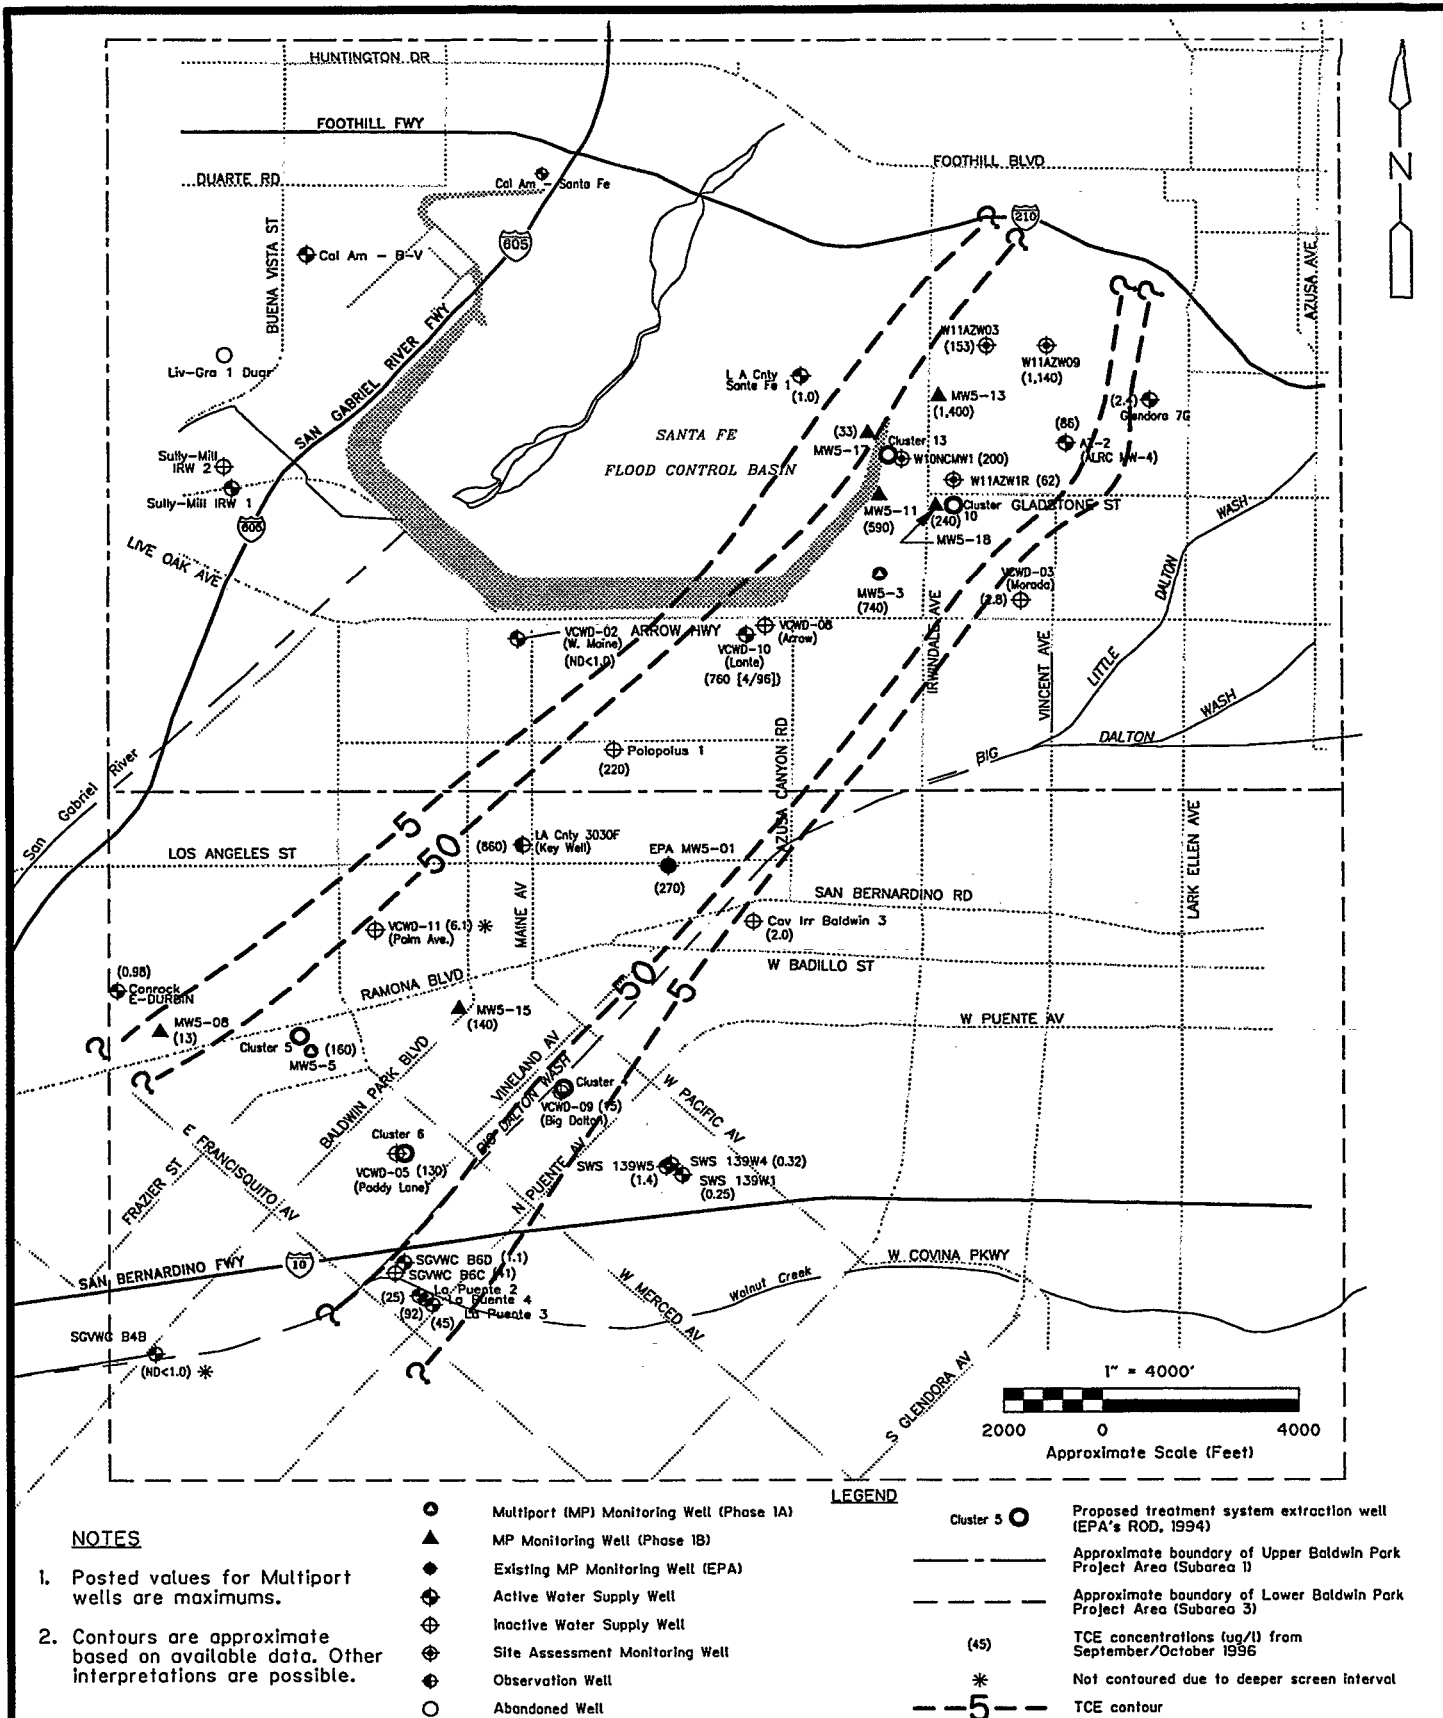 HUNTINGTON DR
FOOTHILL FWY
DUARTE RD
Cal Am - Santa Fe
FOOTHILL BLVD
N
210
605
BUENA VISTA ST
Cal Am - B-V
AZUSA AVE
SAN GABRIEL RIVER FWY
Liv-Gra 1 Duar
W11AZW03
(153)
W11AZW09
(1,140)
L A Cnty
Sante Fe 1
(1.0)
MW5-13
(1,400)
(2.4)
Glendora 7G
SANTA FE
FLOOD CONTROL BASIN
(33)
MW5-17
Cluster 13
W10NCMW1 (200)
(86)
AZ-2
(ALRC MW-4)
Sully-Mill
IRW 2
Sully-Mill IRW 1
605
W11AZW1R (62)
MW5-11
(590)
(240)
Cluster
10
GLADSTONE ST
MW5-18
WASH
DALTON
LITTLE
LIVE OAK AVE
MW5-3
(740)
VCWD-03
(Morada)
(2.8)
IRWINDALE AVE
VINCENT AVE
ARROW HWY
VCWD-02
(W. Maine)
(ND<1.0)
VCWD-08
(Arrow)
VCWD-10
(Lante)
(760 [4/96])
WASH
DALTON
BIG
Polopolus 1
(220)
AZUSA CANYON RD
San Gabriel River
5
50
LOS ANGELES ST
(860)
LA Cnty 3030F
(Key Well)
EPA MW5-01
(270)
LARK ELLEN AVE
SAN BERNARDINO RD
MAINE AV
VCWD-11 (6.1) *
(Palm Ave.)
Cov Irr Baldwin 3
(2.0)
W BADILLO ST
(0.98)
Conrock
E-DURBIN
RAMONA BLVD
50
5
MW5-08
(13)
MW5-15
(140)
W PUENTE AV
Cluster 5
(160)
MW5-5
BALDWIN PARK BLVD
VINELAND AV
BIG DALTON WASH
Cluster
VCWD-09 (15)
(Big Dalton)
W PACIFIC AV
E FRANCISQUITO AV
FRAZIER ST
Cluster 6
VCWD-05 (130)
(Paddy Lane)
N PUENTE AV
SWS 139W5
(1.4)
SWS 139W4 (0.32)
SWS 139W1
(0.25)
SAN BERNARDINO FWY
10
SGVWC B6D (1.1)
SGVWC B6C (41)
La Puente 2
La Puente 4
La Puente 3
(25)
(92)
(45)
W MERCED AV
Walnut Creek
W COVINA PKWY
SGVWC B4B
(ND<1.0) *
S GLENDORA AV
1" = 4000'
2000 0 4000
Approximate Scale (Feet)
LEGEND
NOTES
1. Posted values for Multiport
wells are maximums.
2. Contours are approximate
based on available data. Other
interpretations are possible.
Multiport (MP) Monitoring Well (Phase 1A)
MP Monitoring Well (Phase 1B)
Existing MP Monitoring Well (EPA)
Active Water Supply Well
Inactive Water Supply Well
Site Assessment Monitoring Well
Observation Well
Abandoned Well
Cluster 5
Proposed treatment system extraction well
(EPA's ROD, 1994)
Approximate boundary of Upper Baldwin Park
Project Area (Subarea 1)
Approximate boundary of Lower Baldwin Park
Project Area (Subarea 3)
(45)
TCE concentrations (ug/l) from
September/October 1996
*
Not contoured due to deeper screen interval
5
TCE contour